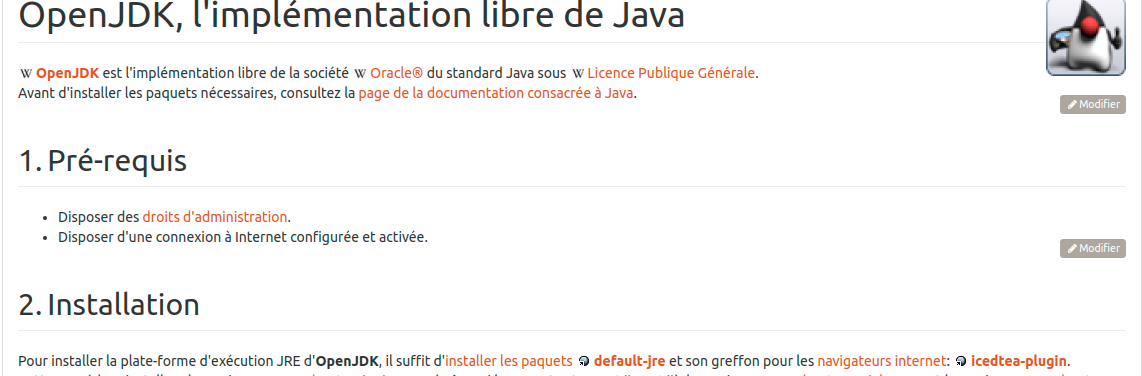 OpenJDK, l'implémentation libre de Java
W OpenJDK est l'implémentation libre de la société W Oracle® du standard Java sous W Licence Publique Générale.
Avant d'installer les paquets nécessaires, consultez la page de la documentation consacrée à Java.
Modifier
1. Pré-requis
• Disposer des droits d'administration.
• Disposer d'une connexion à Internet configurée et activée.
Modifier
2. Installation
Pour installer la plate-forme d'exécution JRE d'OpenJDK, il suffit d'installer les paquets default-jre et son greffon pour les navigateurs internet: icedtea-plugin.